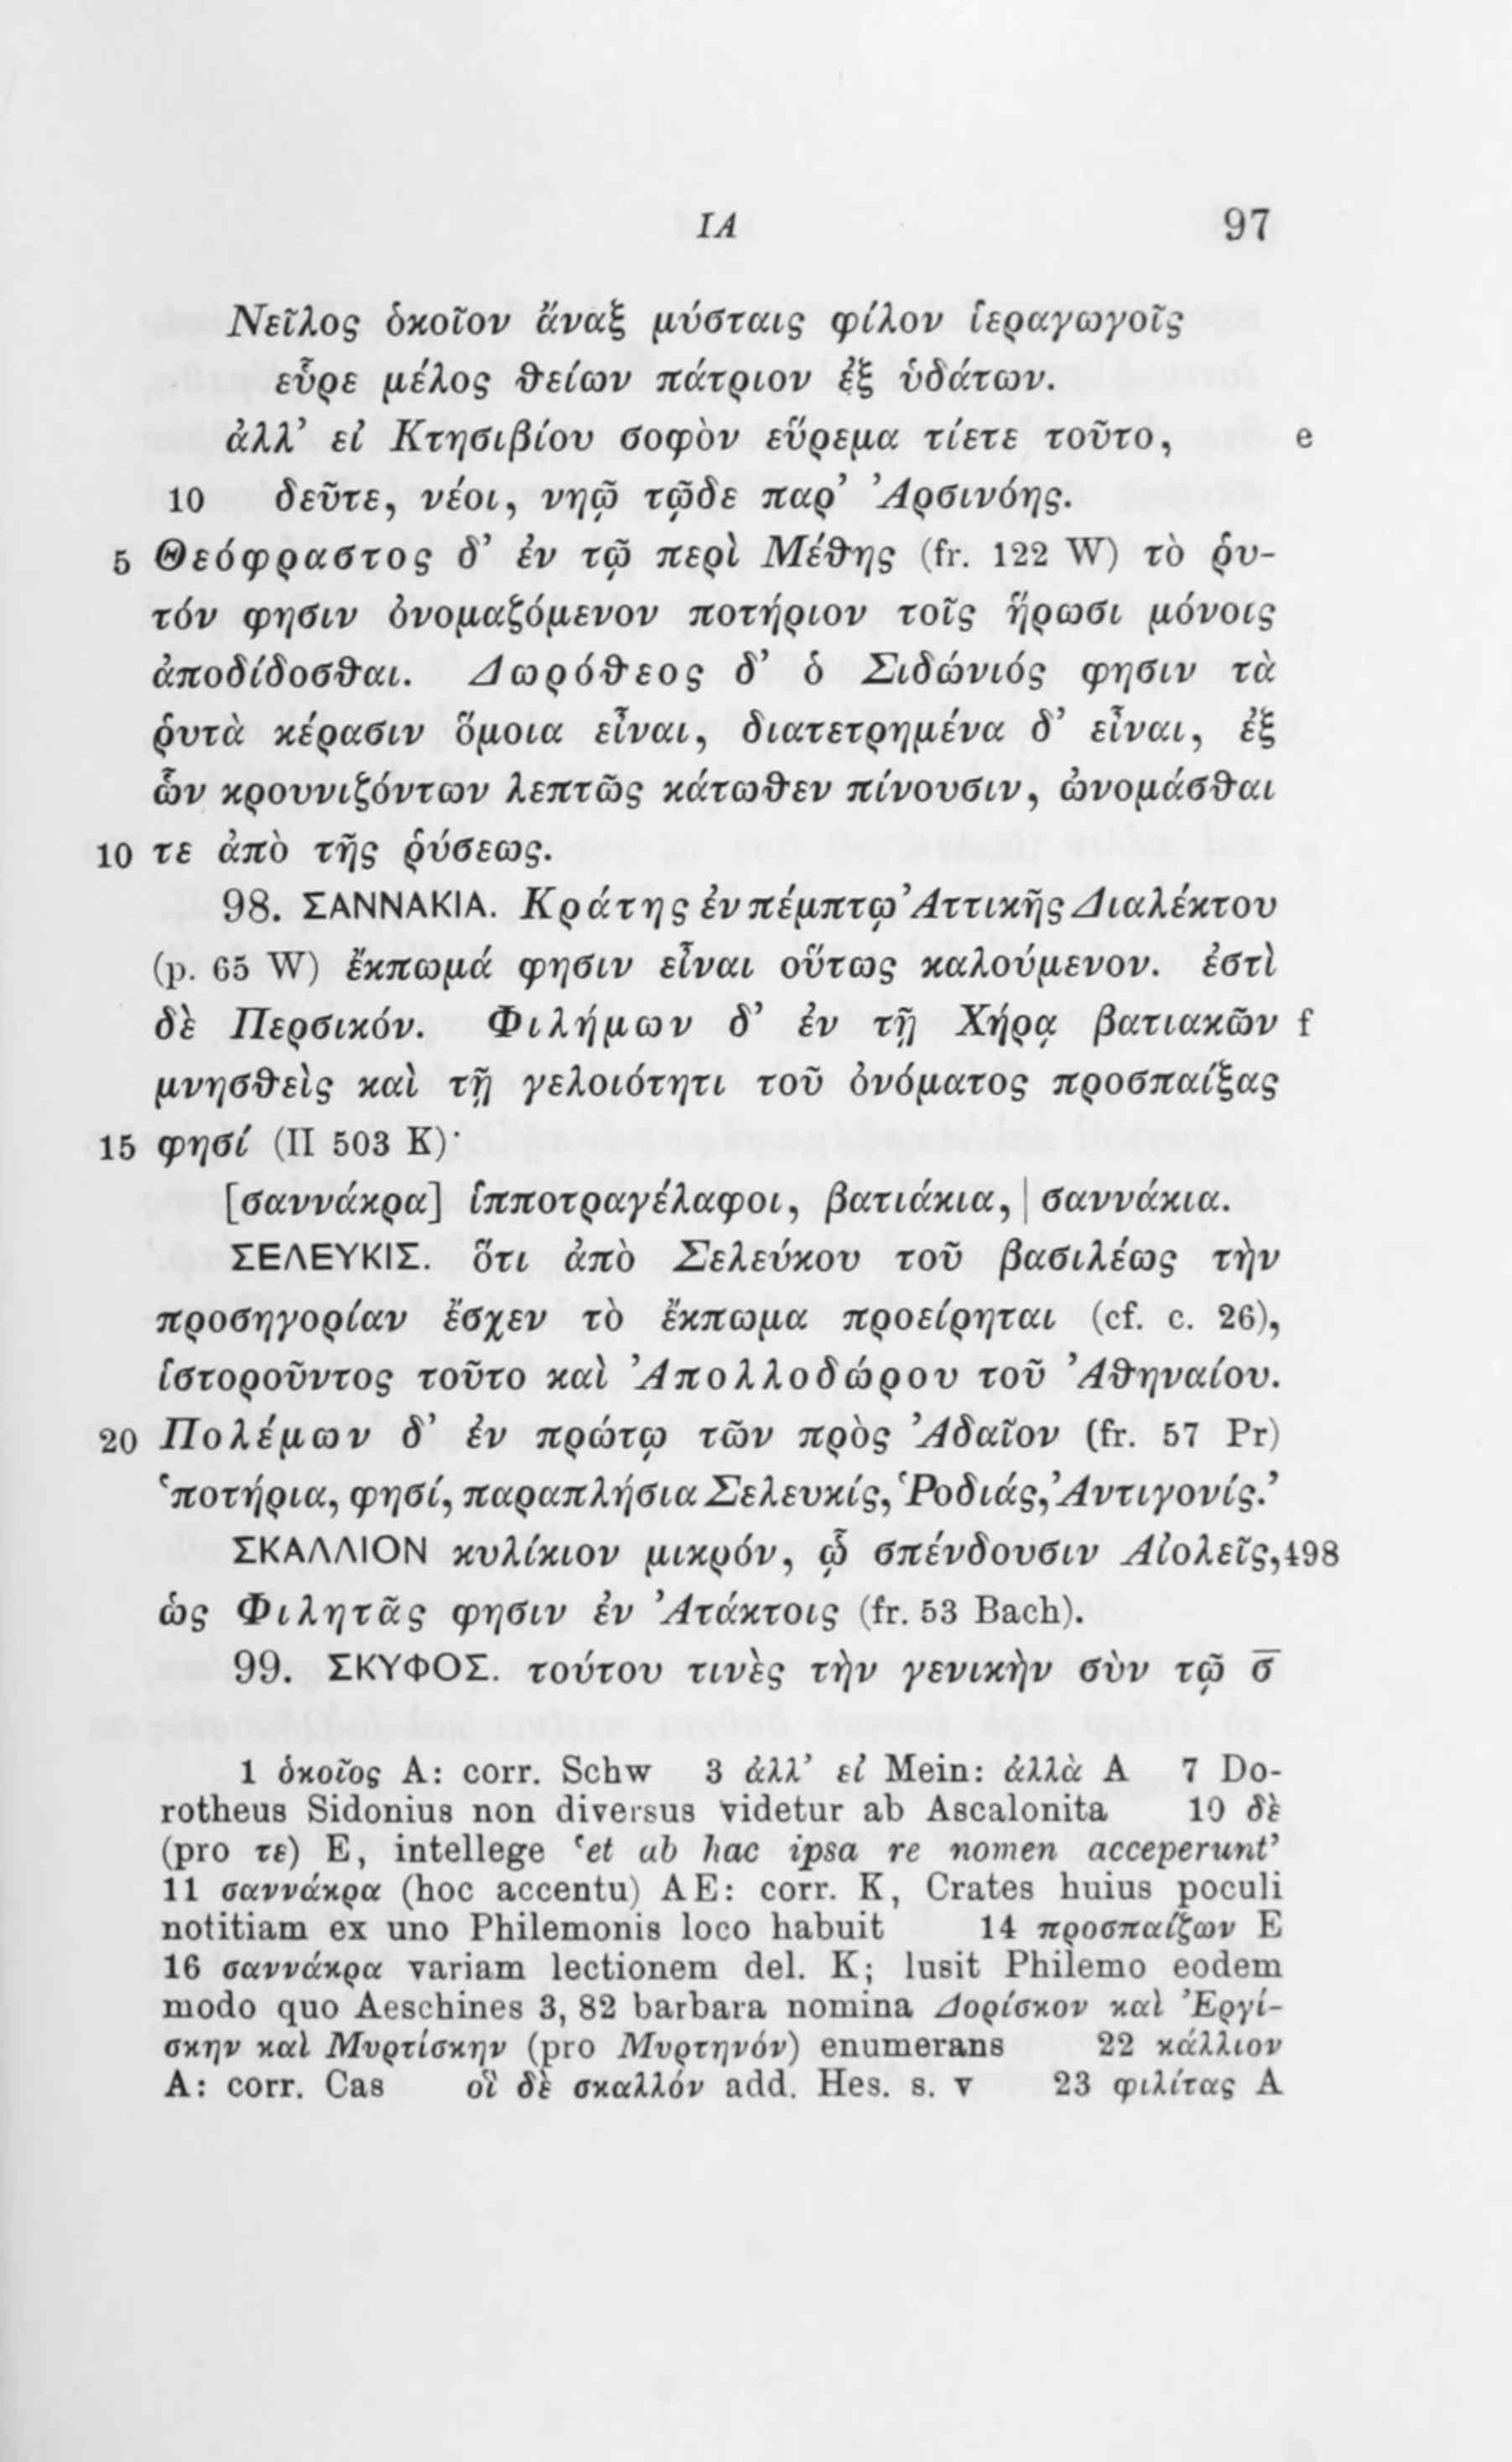 ΙΑ 97
Νεῖλος ὁκοῖον ἄναξ μύσταις φίλον ἱεραγωγοῖς
εὗρε μέλος θείων πάτριον ἐξ ὑδάτων.
ἀλλ’ εἰ Κτησιβίου σοφὸν εὕρεμα τίετε τοῦτο, e
10 δεῦτε, νέοι, νηῷ τῷδε παρ’ Ἀρσινόης.
5 Θεόφραστος δ’ ἐν τῷ περὶ Μέθης (fr. 122 W) τὸ ῥυ-
τόν φησιν ὀνομαζόμενον ποτήριον τοῖς ἥρωσι μόνοις
ἀποδίδοσθαι. Δωρόθεος δ’ ὁ Σιδώνιός φησιν τὰ
ῥυτὰ κέρασιν ὅμοια εἶναι, διατετρημένα δ’ εἶναι, ἐξ
ὧν κρουνιζόντων λεπτῶς κάτωθεν πίνουσιν, ὠνομάσθαι
10 τε ἀπὸ τῆς ῥύσεως.
98. ΣΑΝΝΑΚΙΑ. Κράτης ἐν πέμπτῳ Ἀττικῆς Διαλέκτου
(p. 65 W) ἔκπωμά φησιν εἶναι οὕτως καλούμενον. ἐστὶ
δὲ Περσικόν. Φιλήμων δ’ ἐν τῇ Χήρᾳ βατιακῶν f
μνησθεὶς καὶ τῇ γελοιότητι τοῦ ὀνόματος προσπαίξας
15 φησί (II 503 K)·
[σαννάκρα] ἱπποτραγέλαφοι, βατιάκια, | σαννάκια.
ΣΕΛΕΥΚΙΣ. ὅτι ἀπὸ Σελεύκου τοῦ βασιλέως τὴν
προσηγορίαν ἔσχεν τὸ ἔκπωμα προείρηται (cf. c. 26),
ἱστοροῦντος τοῦτο καὶ Ἀπολλοδώρου τοῦ Ἀθηναίου.
20 Πολέμων δ’ ἐν πρώτῳ τῶν πρὸς Ἀδαῖον (fr. 57 Pr)
‘ποτήρια, φησί, παραπλήσια Σελευκίς, Ῥοδιάς, Ἀντιγονίς.’
ΣΚΑΛΛΙΟΝ κυλίκιον μικρόν, ᾧ σπένδουσιν Αἰολεῖς, 498
ὡς Φιλητᾶς φησιν ἐν Ἀτάκτοις (fr. 53 Bach).
99. ΣΚΥΦΟΣ. τούτου τινὲς τὴν γενικὴν σὺν τῷ σ̅
1 ὁκοῖος A: corr. Schw 3 ἀλλ’ εἰ Mein: ἀλλὰ A 7 Do-
rotheus Sidonius non diversus videtur ab Ascalonita 10 δὲ
(pro τε) E, intellege ‘et ab hac ipsa re nomen acceperunt’
11 σαννάκρα (hoc accentu) AE: corr. K, Crates huius poculi
notitiam ex uno Philemonis loco habuit 14 προσπαίζων E
16 σαννάκρα variam lectionem del. K; lusit Philemo eodem
modo quo Aeschines 3, 82 barbara nomina Δορίσκον καὶ Ἐργί-
σκην καὶ Μυρτίσκην (pro Μυρτηνόν) enumerans 22 κάλλιον
A: corr. Cas οἳ δὲ σκαλλόν add. Hes. s. v 23 φιλίτας A